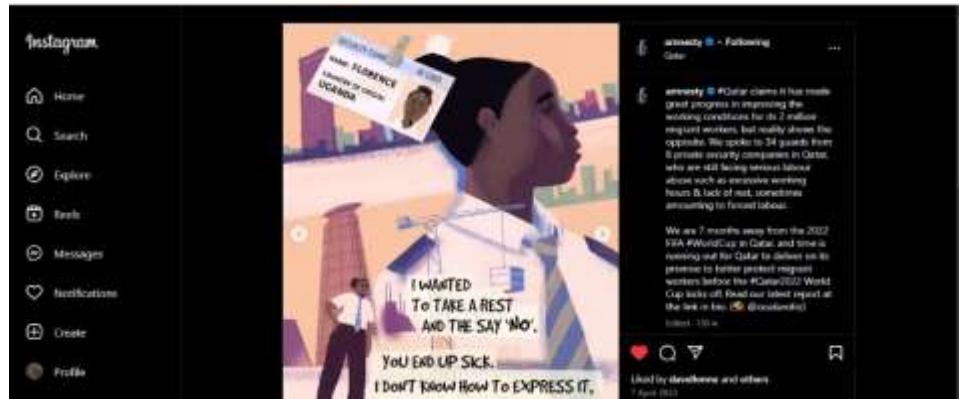 Instagram
Home
Search
Explore
Reels
Messages
Notifications
Create
Profile
NAME: FLORENCE
COUNTRY OF ORIGIN:
UGANDA
I WANTED
TO TAKE A REST
AND THE SAY 'NO'.
YOU END UP SICK.
I DON'T KNOW HOW TO EXPRESS IT.
amnesty • Following
Qatar
amnesty #Qatar claims it has made
great progress in improving the
working conditions for its 2 million
migrant workers, but reality shows the
opposite. We spoke to 34 guards from
8 private security companies in Qatar,
who are still facing serious labour
abuse such as excessive working
hours & lack of rest, sometimes
amounting to forced labour.
We are 7 months away from the 2022
FIFA #WorldCup in Qatar, and time is
running out for Qatar to deliver on its
promise to better protect migrant
workers before the #Qatar2022 World
Cup kicks off. Read our latest report at
the link in bio.
Edited
Liked by and others
7 April 2022